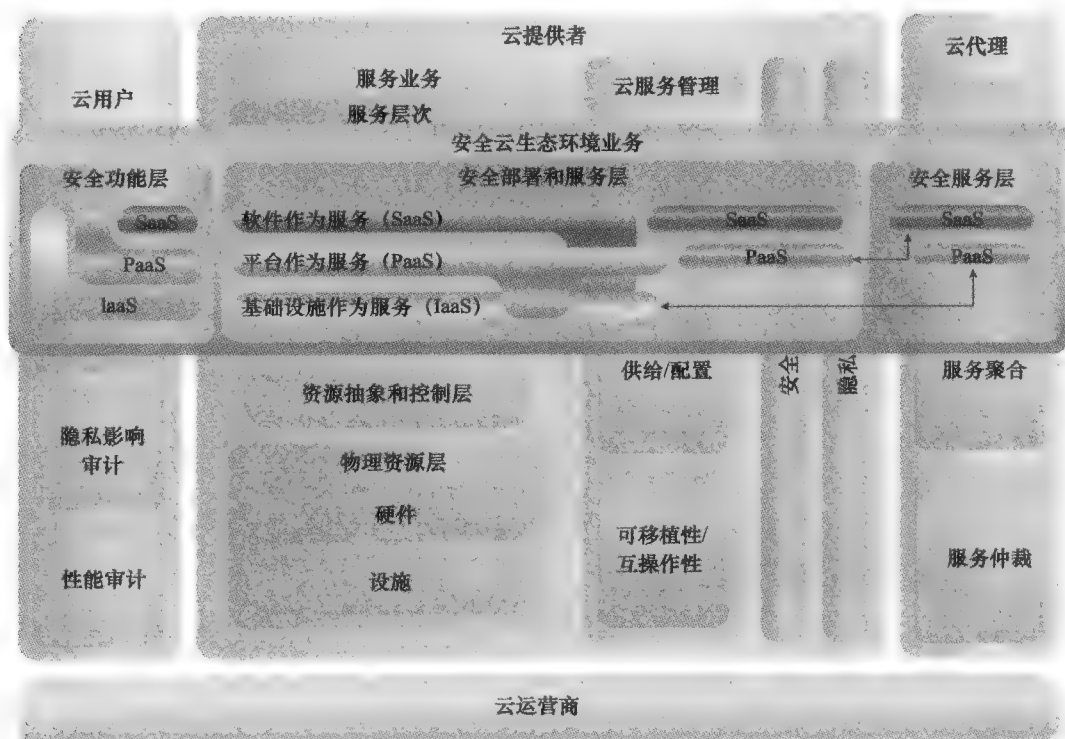 云提供者
云代理
服务业务
云服务管理
云用户
服务层次
安全云生态环境业务
安全功能层
安全部署和服务层
安全服务层
SaaS
软件作为服务（SaaS）
SaaS
SaaS
PaaS
平台作为服务（PaaS）
PaaS
PaaS
IaaS
基础设施作为服务（IaaS）
供给/配置
安全
隐私
服务聚合
资源抽象和控制层
隐私影响
审计
物理资源层
硬件
可移植性/
互操作性
服务仲裁
性能审计
设施
云运营商